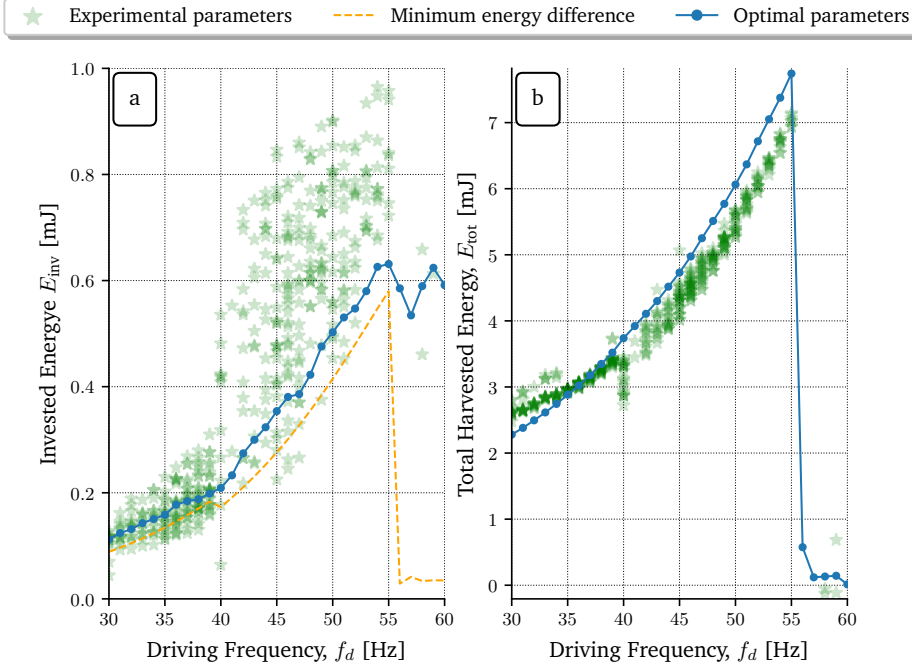 Experimental parameters Minimum energy difference Optimal parameters
a
Invested Energye E_inv [mJ]
1.0
0.8
0.6
0.4
0.2
0.0
30 35 40 45 50 55 60
Driving Frequency, f_d [Hz]
b
Total Harvested Energy, E_tot [mJ]
7
6
5
4
3
2
1
0
30 35 40 45 50 55 60
Driving Frequency, f_d [Hz]